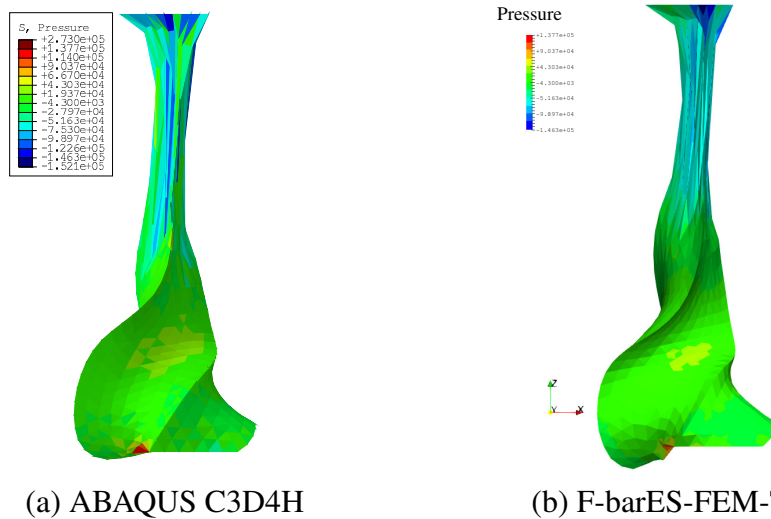 S, Pressure
+2.730e+05
+1.377e+05
+1.140e+05
+9.037e+04
+6.670e+04
+4.303e+04
+1.937e+04
-4.300e+03
-2.797e+04
-5.163e+04
-7.530e+04
-9.897e+04
-1.226e+05
-1.463e+05
-1.521e+05
Pressure
+1.377e+05
+9.037e+04
+4.303e+04
-4.300e+03
-5.163e+04
-9.897e+04
-1.463e+05
Z
Y
X
(a) ABAQUS C3D4H
(b) F-barES-FEM-